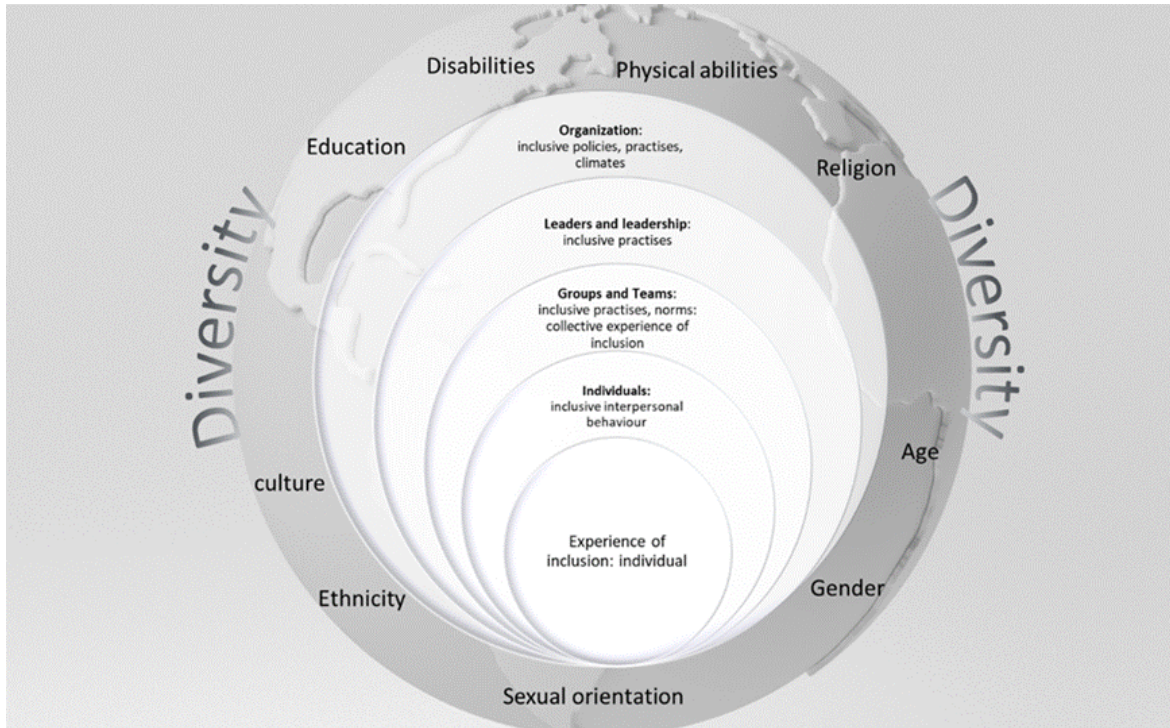 Disabilities
Physical abilities
Education
Religion
Diversity
Diversity
Organization:
inclusive policies, practises,
climates
Leaders and leadership:
inclusive practises
Groups and Teams:
inclusive practises, norms:
collective experience of
inclusion
Individuals:
inclusive interpersonal
behaviour
Experience of
inclusion: individual
culture
Age
Ethnicity
Gender
Sexual orientation